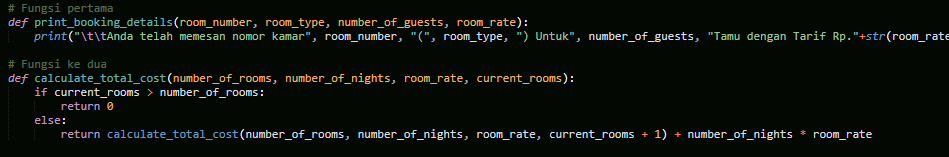 # Fungsi pertama
def print_booking_details(room_number, room_type, number_of_guests, room_rate):
    print("\t\tAnda telah memesan nomor kamar", room_number, "(", room_type, ") Untuk", number_of_guests, "Tamu dengan Tarif Rp."+str(room_rate
# Fungsi ke dua
def calculate_total_cost(number_of_rooms, number_of_nights, room_rate, current_rooms):
    if current_rooms > number_of_rooms:
        return 0
    else:
        return calculate_total_cost(number_of_rooms, number_of_nights, room_rate, current_rooms + 1) + number_of_nights * room_rate